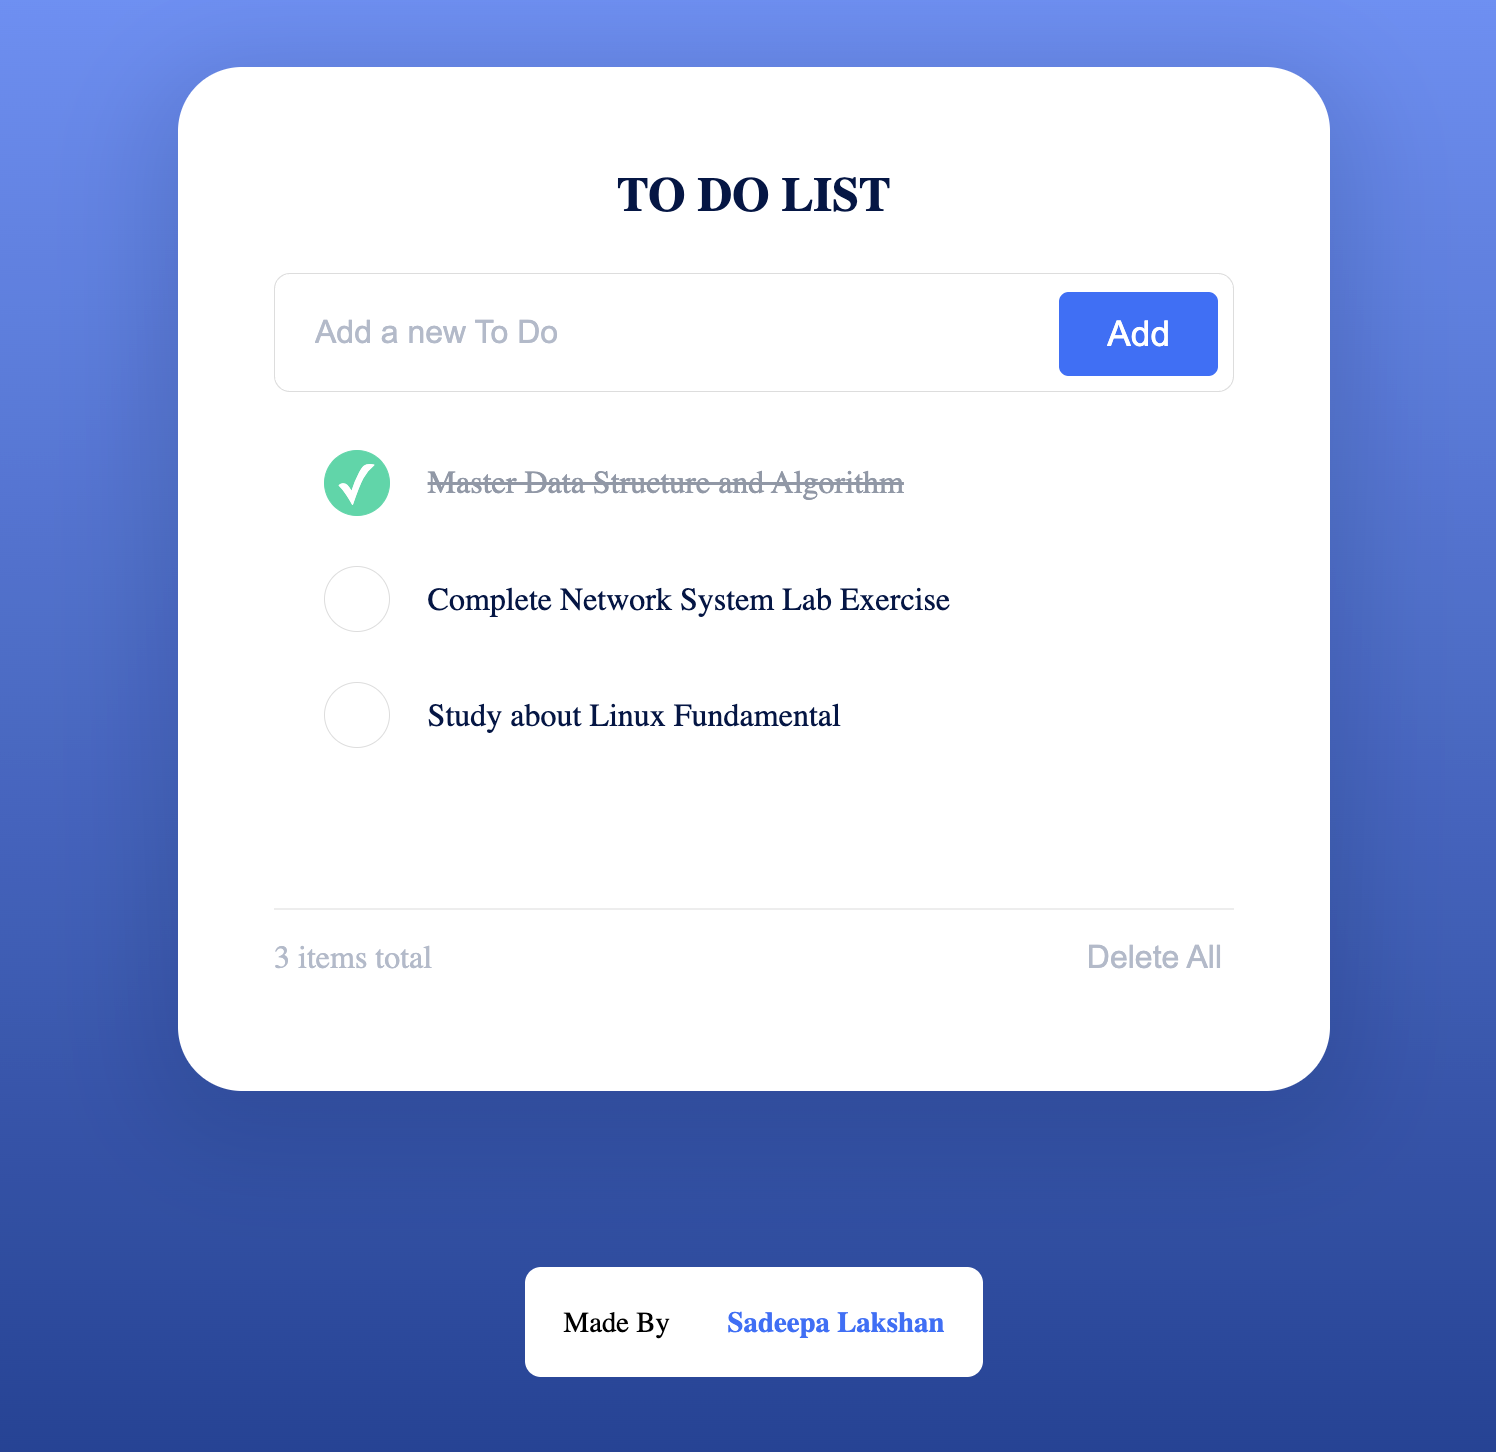 TO DO LIST
Add a new To Do
Add
Master Data Structure and Algorithm
Complete Network System Lab Exercise
Study about Linux Fundamental
3 items total
Delete All
Made By Sadeepa Lakshan